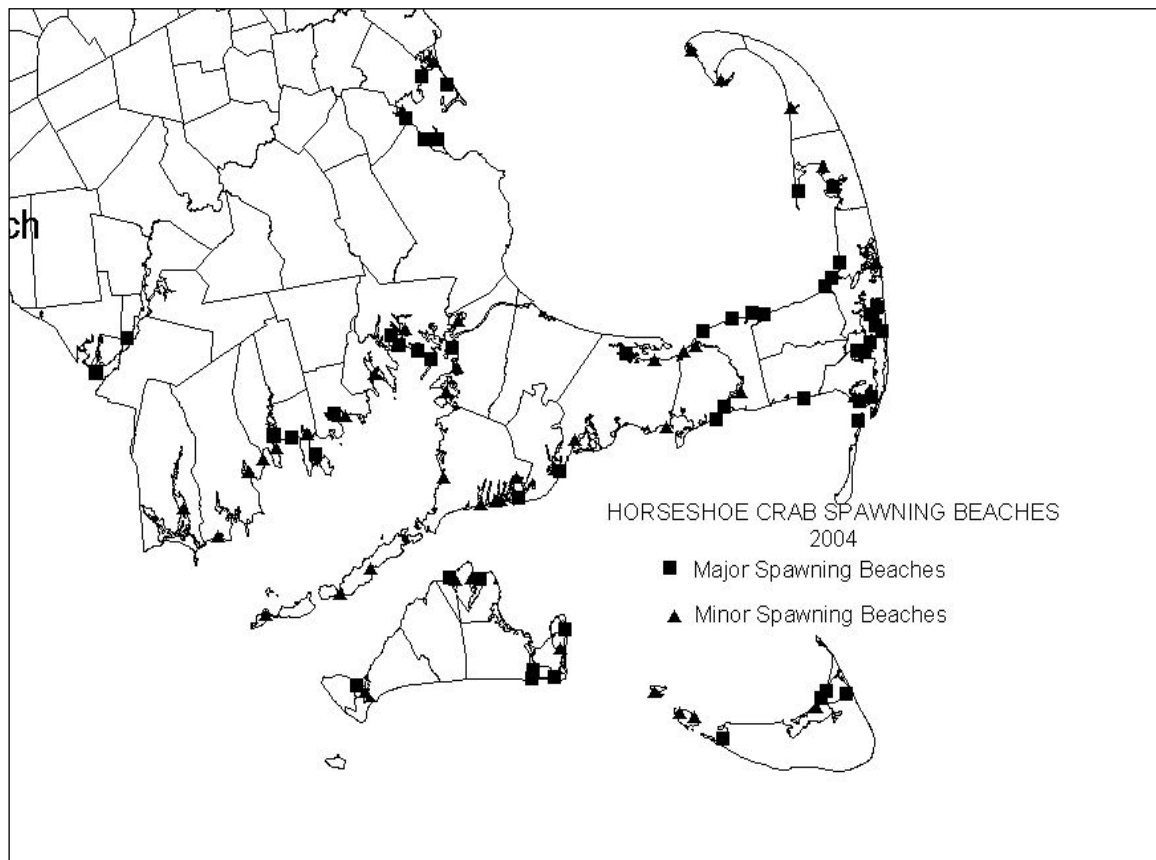 ch
HORSESHOE CRAB SPAWNING BEACHES
2004
Major Spawning Beaches
Minor Spawning Beaches